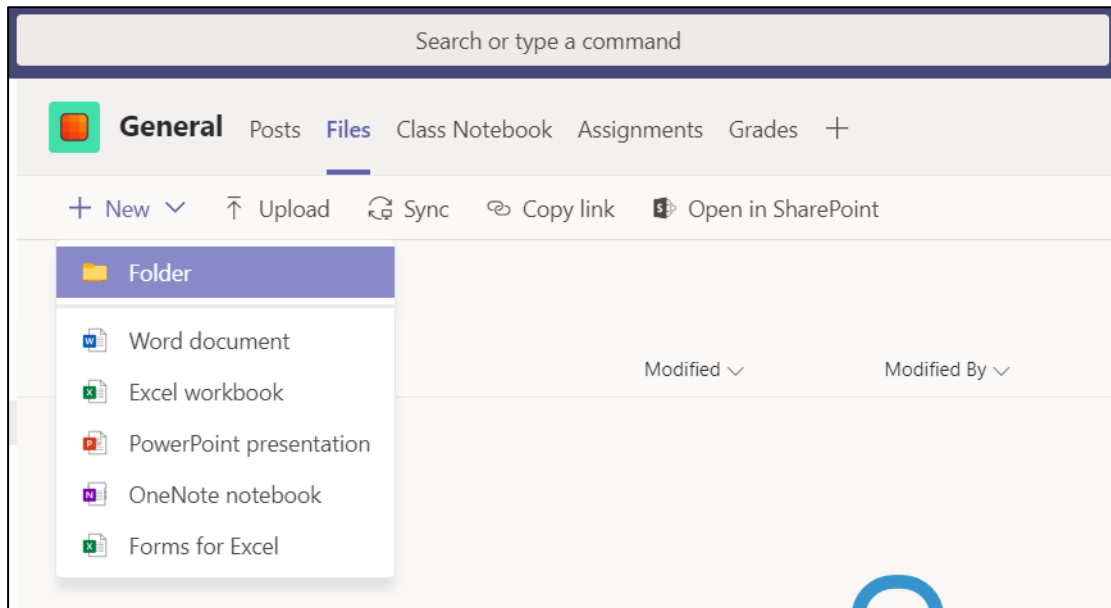 Search or type a command
General Posts Files Class Notebook Assignments Grades
New Upload Sync Copy link Open in SharePoint
Folder
Word document
Modified Modified By
Excel workbook
PowerPoint presentation
OneNote notebook
Forms for Excel